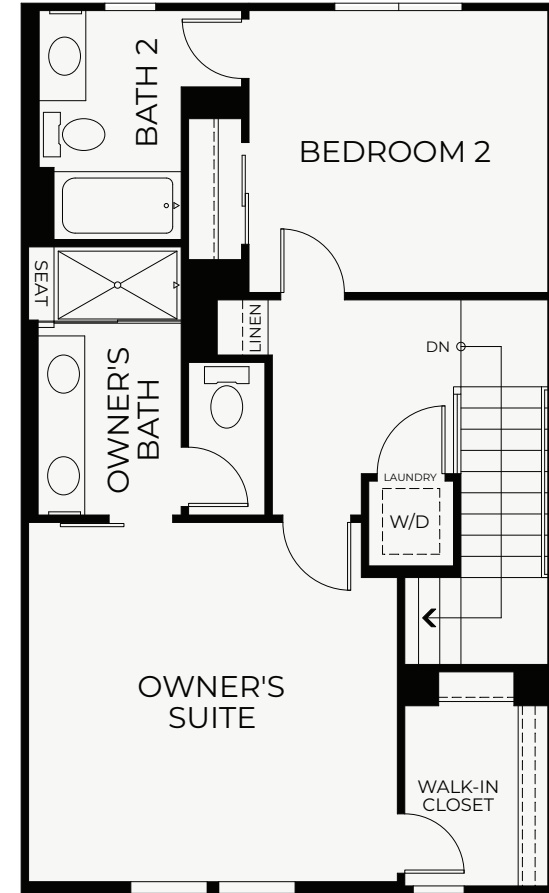 BATH 2
BEDROOM 2
SEAT
LINEN
OWNER'S
BATH
DN
LAUNDRY
W/D
OWNER'S
SUITE
WALK-IN
CLOSET